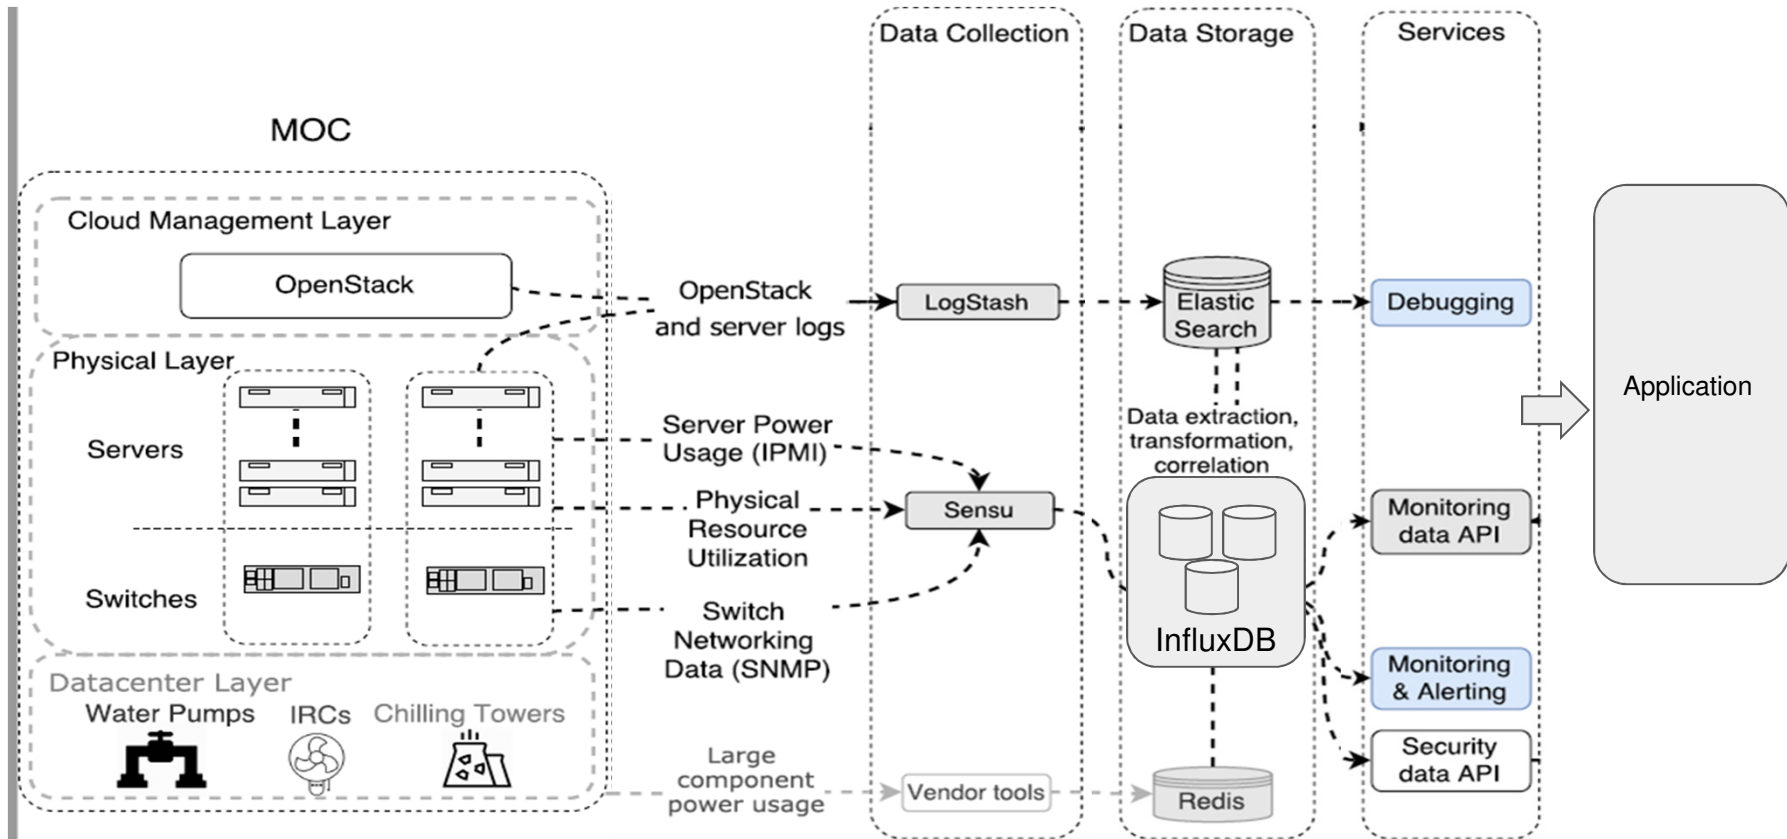 Data Collection
Data Storage
Services
MOC
Cloud Management Layer
OpenStack
OpenStack
and server logs
LogStash
Elastic
Search
Debugging
Physical Layer
Servers
Switches
Server Power
Usage (IPMI)
Physical
Resource
Utilization
Switch
Networking
Data (SNMP)
Sensu
Data extraction,
transformation,
correlation
InfluxDB
Monitoring
data API
Monitoring
& Alerting
Security
data API
Application
Datacenter Layer
Water Pumps
IRCs
Chilling Towers
Large
component
power usage
Vendor tools
Redis